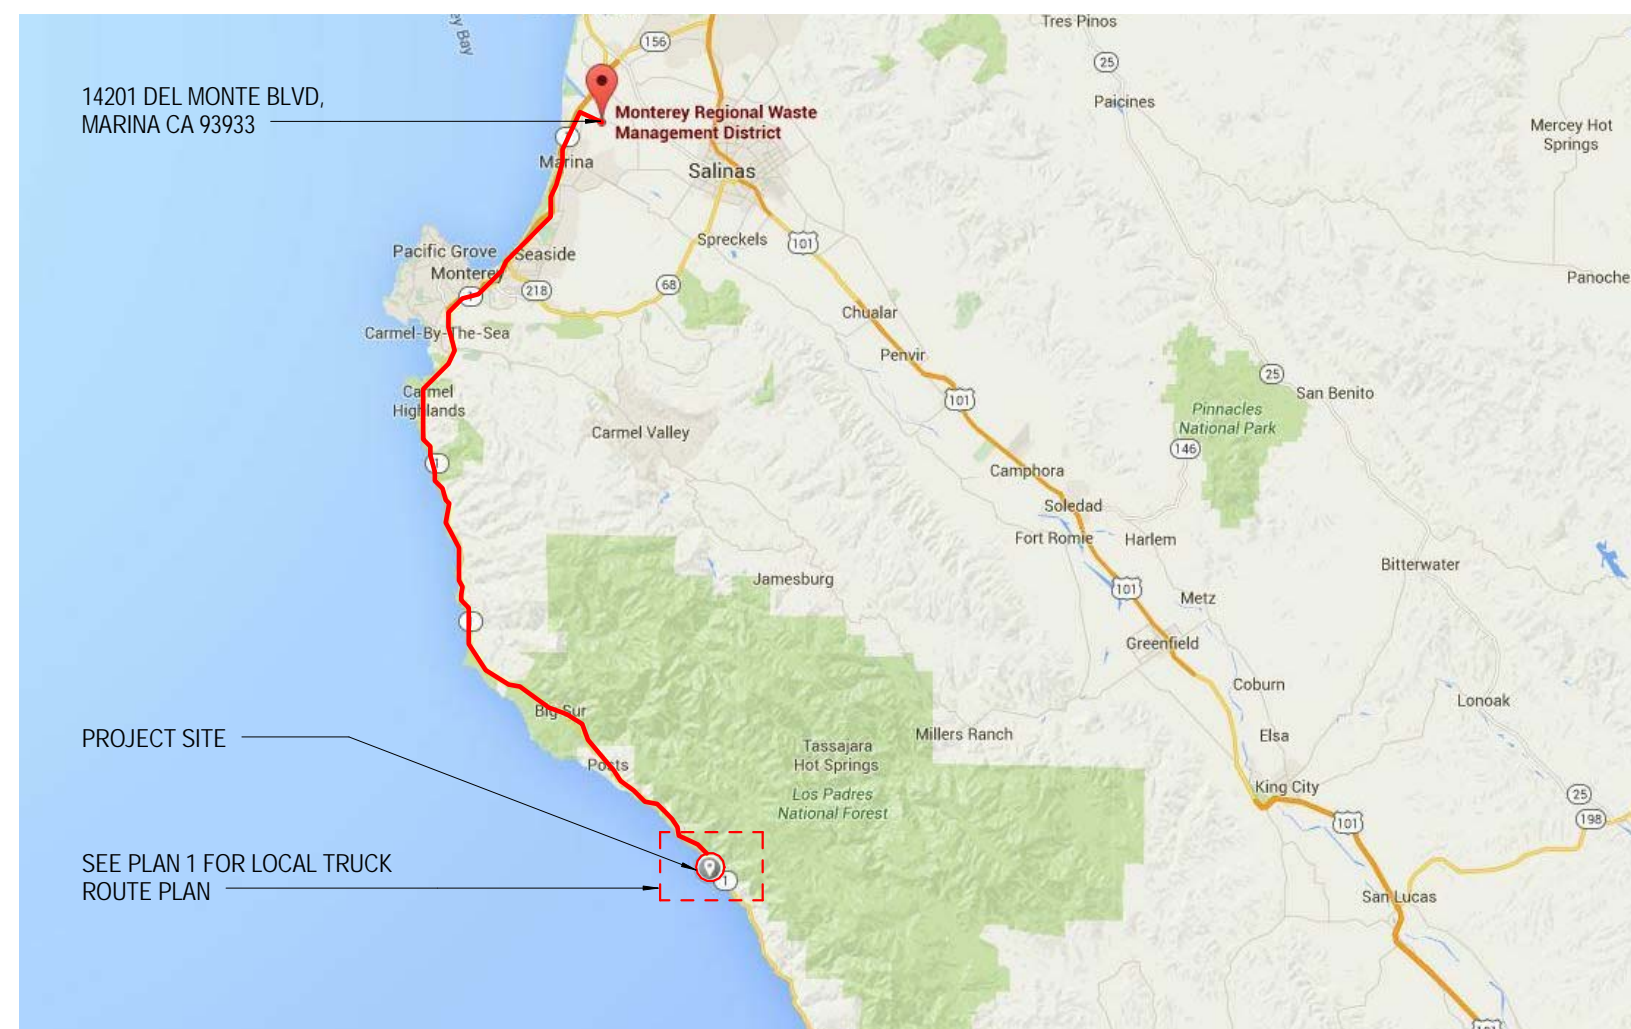 ey Bay
156
Tres Pinos
25
14201 DEL MONTE BLVD,
MARINA CA 93933
Monterey Regional Waste
Management District
Paicines
Mercey Hot
Springs
Marina
Salinas
Pacific Grove
Seaside
Monterey
Spreckels
101
Panoche
1
218
68
Chualar
Carmel-By-The-Sea
Penvir
25
San Benito
Carmel
Highlands
101
Pinnacles
National Park
Carmel Valley
146
1
Camphora
Soledad
Fort Romie
Harlem
Bitterwater
Jamesburg
101
Metz
Greenfield
Coburn
Lonoak
Big Sur
PROJECT SITE
Millers Ranch
Elsa
Tassajara
Hot Springs
Posts
Los Padres
National Forest
King City
25
101
198
SEE PLAN 1 FOR LOCAL TRUCK
ROUTE PLAN
1
San Lucas
101